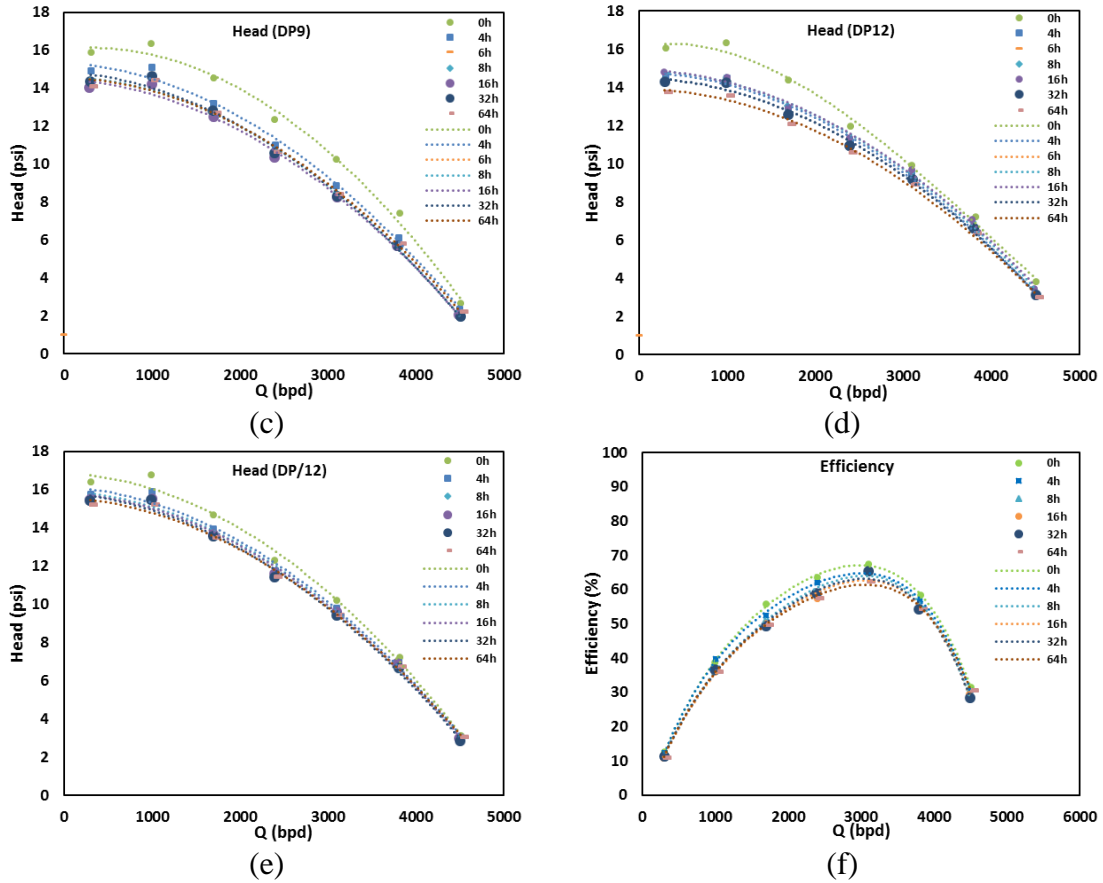 Head (DP9)
Head (psi)
18
16
14
12
10
8
6
4
2
0
0 1000 2000 3000 4000 5000
Q (bpd)
0h
4h
6h
8h
16h
32h
64h
0h
4h
6h
8h
16h
32h
64h
(c)
Head (DP12)
Head (psi)
18
16
14
12
10
8
6
4
2
0
0 1000 2000 3000 4000 5000
Q (bpd)
0h
4h
6h
8h
16h
32h
64h
0h
4h
6h
8h
16h
32h
64h
(d)
Head (DP/12)
Head (psi)
18
16
14
12
10
8
6
4
2
0
0 1000 2000 3000 4000 5000
Q (bpd)
0h
4h
8h
16h
32h
64h
0h
4h
8h
16h
32h
64h
(e)
Efficiency
Efficiency (%)
100
90
80
70
60
50
40
30
20
10
0
0 1000 2000 3000 4000 5000 6000
Q (bpd)
0h
4h
8h
16h
32h
64h
0h
4h
8h
16h
32h
64h
(f)